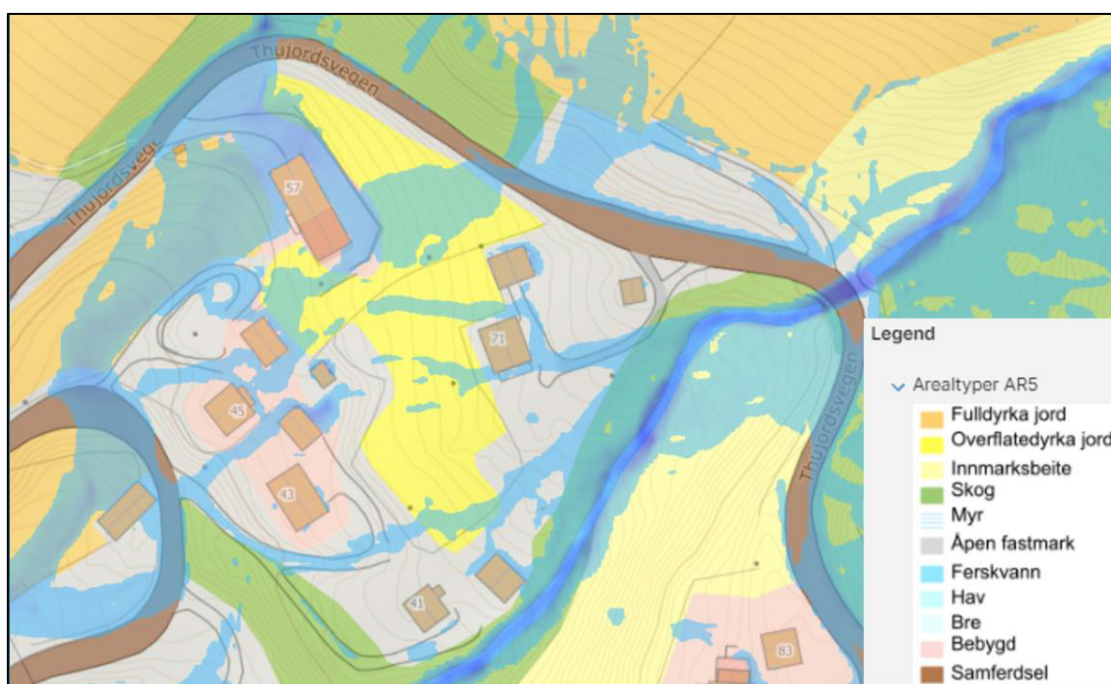 Thujordsvegen
Thujordsvegen
57
71
45
43
41
83
Thujordsvegen
Legend
Arealtyper AR5
Fulldyrka jord
Overflatedyrka jord
Innmarksbeite
Skog
Myr
Åpen fastmark
Ferskvann
Hav
Bre
Bebygd
Samferdsel